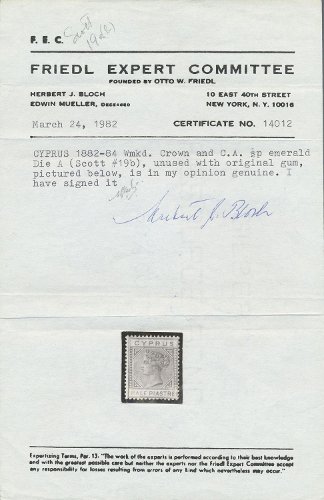 F. E. C.
Scott
19(b)
FRIEDL EXPERT COMMITTEE
FOUNDED BY OTTO W. FRIEDL
HERBERT J. BLOCH
EDWIN MUELLER, DECEASED
10 EAST 40TH STREET
NEW YORK, N. Y. 10016
March 24, 1982
CERTIFICATE NO. 14012
CYPRUS 1882-84 Wmkd. Crown and C.A. ½p emerald
Die A (Scott #19b), unused with original gum,
pictured below, is in my opinion genuine. I
have signed it
Herbert J. Bloch
CYPRUS
HALF PIASTRE
Expertizing Terms, Par. 13: "The work of the experts is performed according to their best knowledge
and with the greatest possible care but neither the experts nor the Friedl Expert Committee accept
any responsibility for losses resulting from errors of any kind which nevertheless may occur."